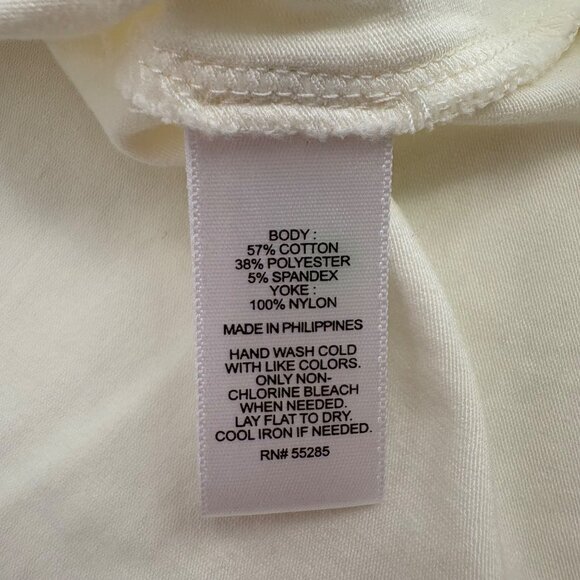 BODY :
57% COTTON
38% POLYESTER
5% SPANDEX
YOKE :
100% NYLON
MADE IN PHILIPPINES
HAND WASH COLD
WITH LIKE COLORS.
ONLY NON-
CHLORINE BLEACH
WHEN NEEDED.
LAY FLAT TO DRY.
COOL IRON IF NEEDED.
RN# 55285